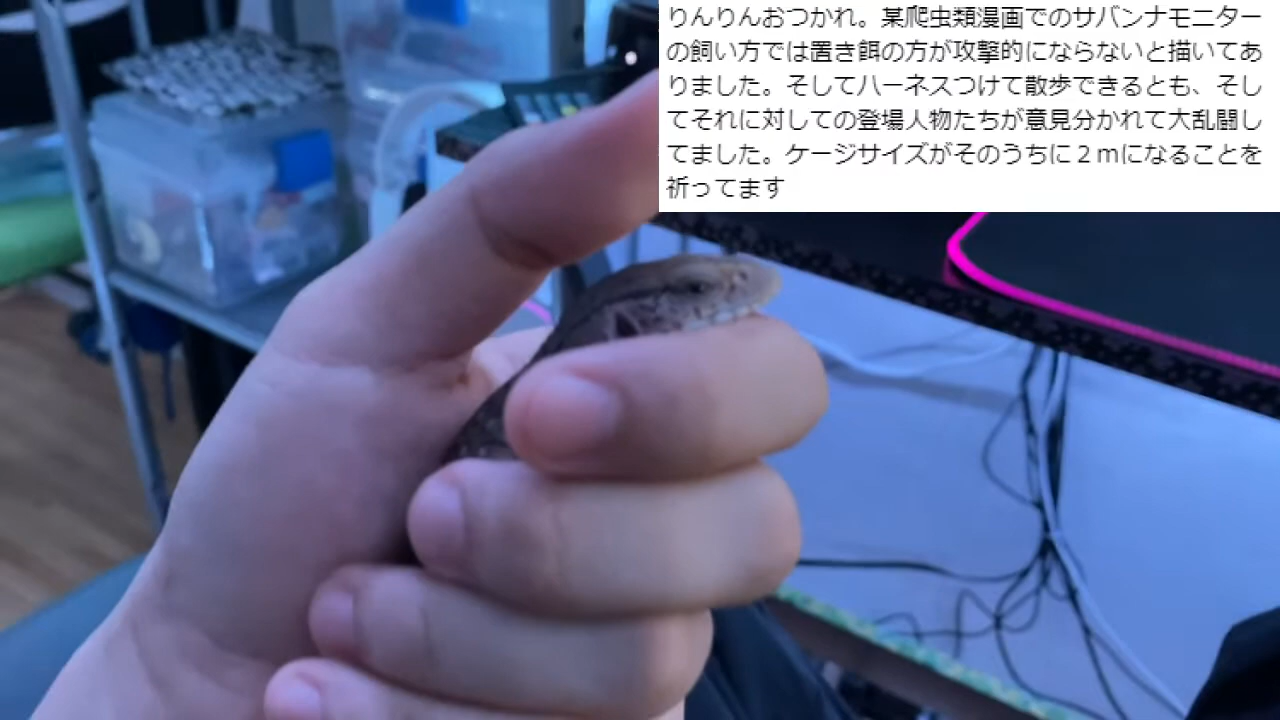 りんりんおつかれ。某爬虫類漫画でのサバンナモニター
の飼い方では置き餌の方が攻撃的にならないと描いてあ
りました。そしてハーネスつけて散歩できるとも、そし
てそれに対しての登場人物たちが意見分かれて大乱闘し
てました。ケージサイズがそのうちに２ｍになることを
祈ってます